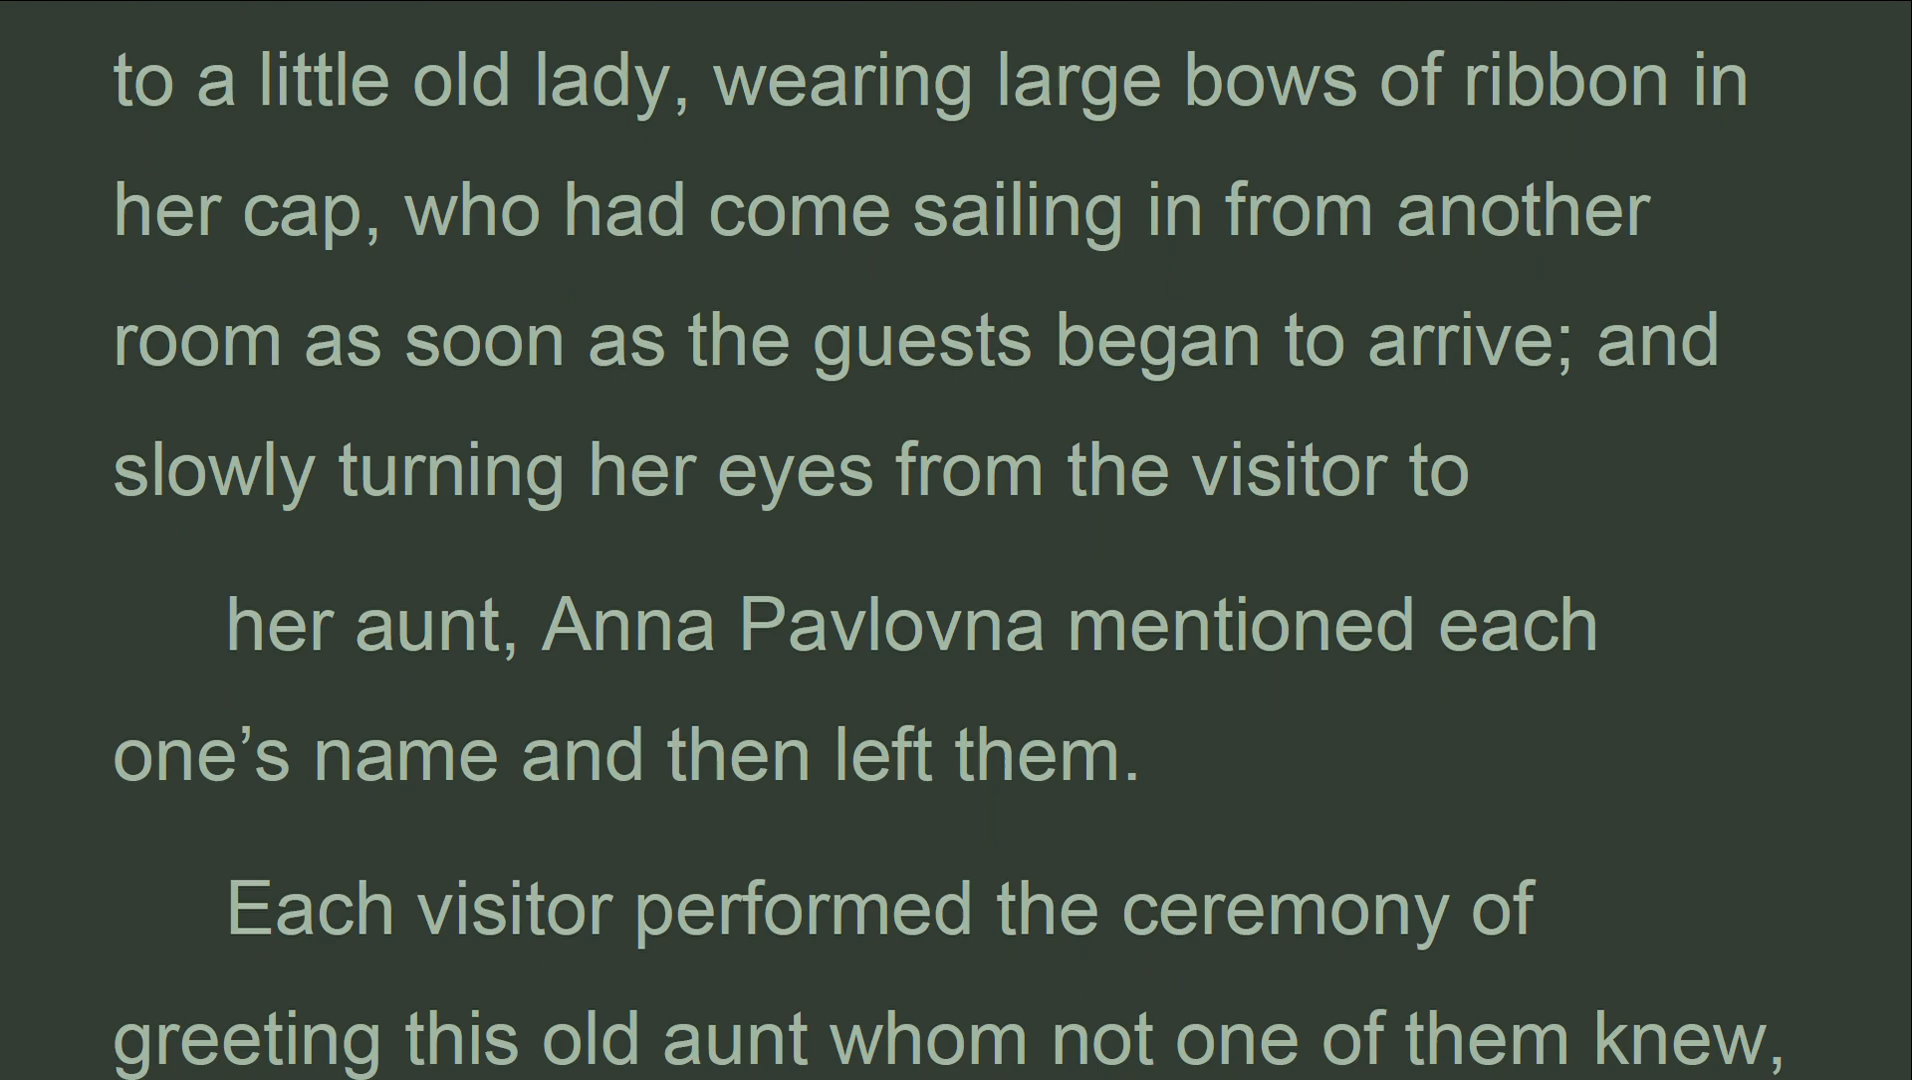 to a little old lady, wearing large bows of ribbon in
her cap, who had come sailing in from another
room as soon as the guests began to arrive; and
slowly turning her eyes from the visitor to
her aunt, Anna Pavlovna mentioned each
one’s name and then left them.
Each visitor performed the ceremony of
greeting this old aunt whom not one of them knew,